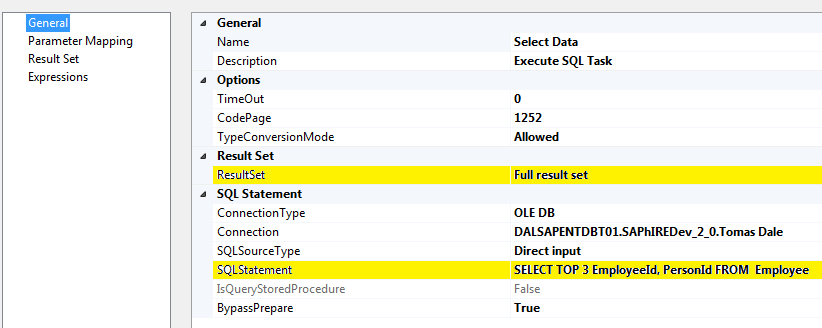 General
Parameter Mapping
Result Set
Expressions
General
Name Select Data
Description Execute SQL Task
Options
TimeOut 0
CodePage 1252
TypeConversionMode Allowed
Result Set
ResultSet Full result set
SQL Statement
ConnectionType OLE DB
Connection DALSAPENTDBT01.SAPhIREDev_2_0.Tomas Dale
SQLSourceType Direct input
SQLStatement SELECT TOP 3 EmployeeId, PersonId FROM  Employee
IsQueryStoredProcedure False
BypassPrepare True